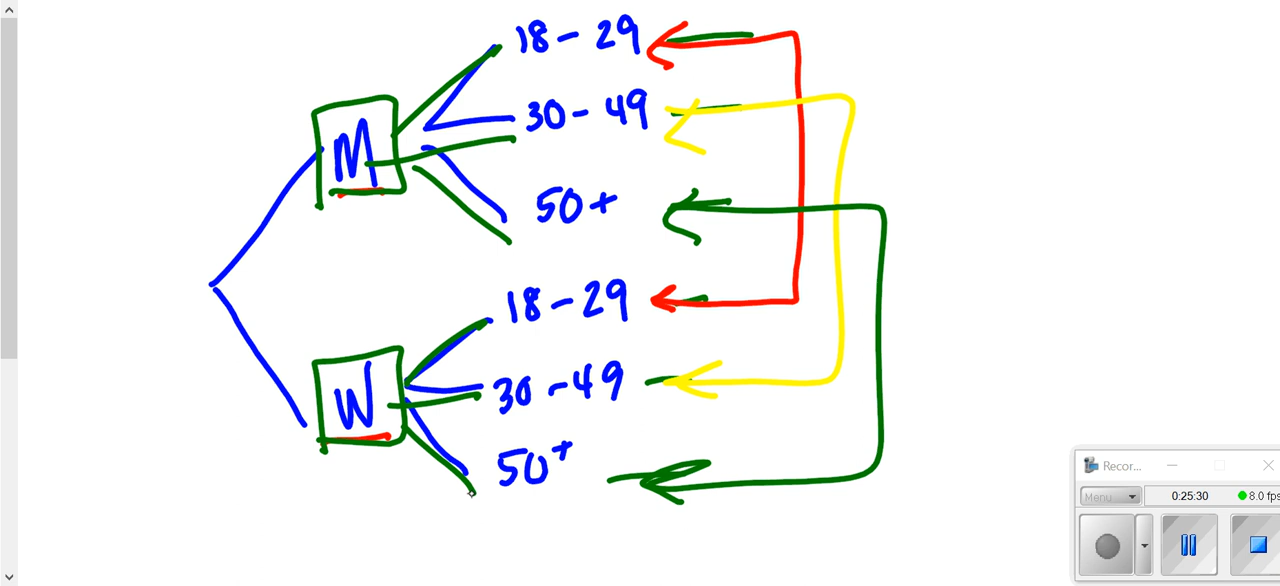 18 - 29
30 - 49
M
50+
18 - 29
30 - 49
W
50+
Recor...
Menu
0:25:30
8.0 fps